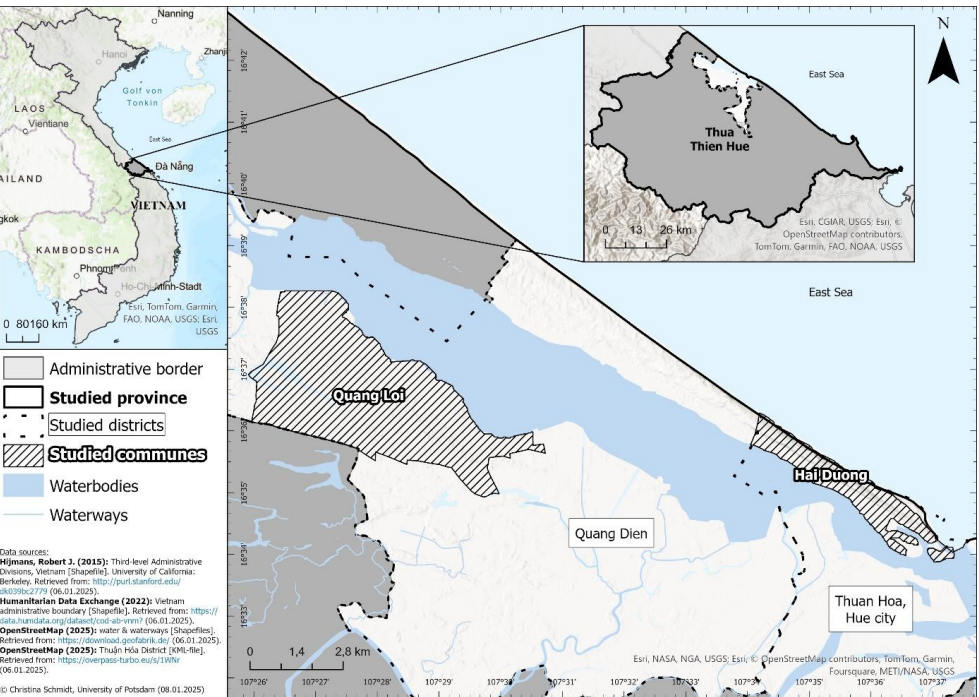 Nanning
Zhanji
Hanoi
Golf von
Tonkin
LAOS
Vientiane
East Sea
Đà Nẵng
AILAND
VIETNAM
gkok
KAMBODSCHA
Phnom Penh
Ho-Chi-Minh-Stadt
Esri, TomTom, Garmin,
FAO, NOAA, USGS; Esri,
USGS
0 80160 km
Administrative border
Studied province
Studied districts
Studied communes
Waterbodies
Waterways
Data sources:
Hijmans, Robert J. (2015): Third-level Administrative
Divisions, Vietnam [Shapefile]. University of California:
Berkeley. Retrieved from: http://purl.stanford.edu/
dk039bc2779 (06.01.2025).
Humanitarian Data Exchange (2022): Vietnam
administrative boundary [Shapefile]. Retrieved from: https://
data.humdata.org/dataset/cod-ab-vnm? (06.01.2025).
OpenStreetMap (2025): water & waterways [Shapefiles].
Retrieved from: https://download.geofabrik.de/ (06.01.2025).
OpenStreetMap (2025): Thuận Hóa District [KML-file].
Retrieved from: https://overpass-turbo.eu/s/1WNr
(06.01.2025).
© Christina Schmidt, University of Potsdam (08.01.2025)
16°42'
16°41'
16°40'
16°39'
16°38'
16°37'
16°36'
16°35'
16°34'
16°33'
N
East Sea
Thua
Thien Hue
0 13 26 km
Esri, CGIAR, USGS; Esri, ©
OpenStreetMap contributors,
TomTom, Garmin, FAO, NOAA, USGS
East Sea
Quang Loi
Hai Duong
Quang Dien
Thuan Hoa,
Hue city
0 1,4 2,8 km
Esri, NASA, NGA, USGS; Esri, © OpenStreetMap contributors, TomTom, Garmin,
Foursquare, METI/NASA, USGS
107°26' 107°27' 107°28' 107°29' 107°30' 107°31' 107°32' 107°33' 107°34' 107°35' 107°36' 107°37'